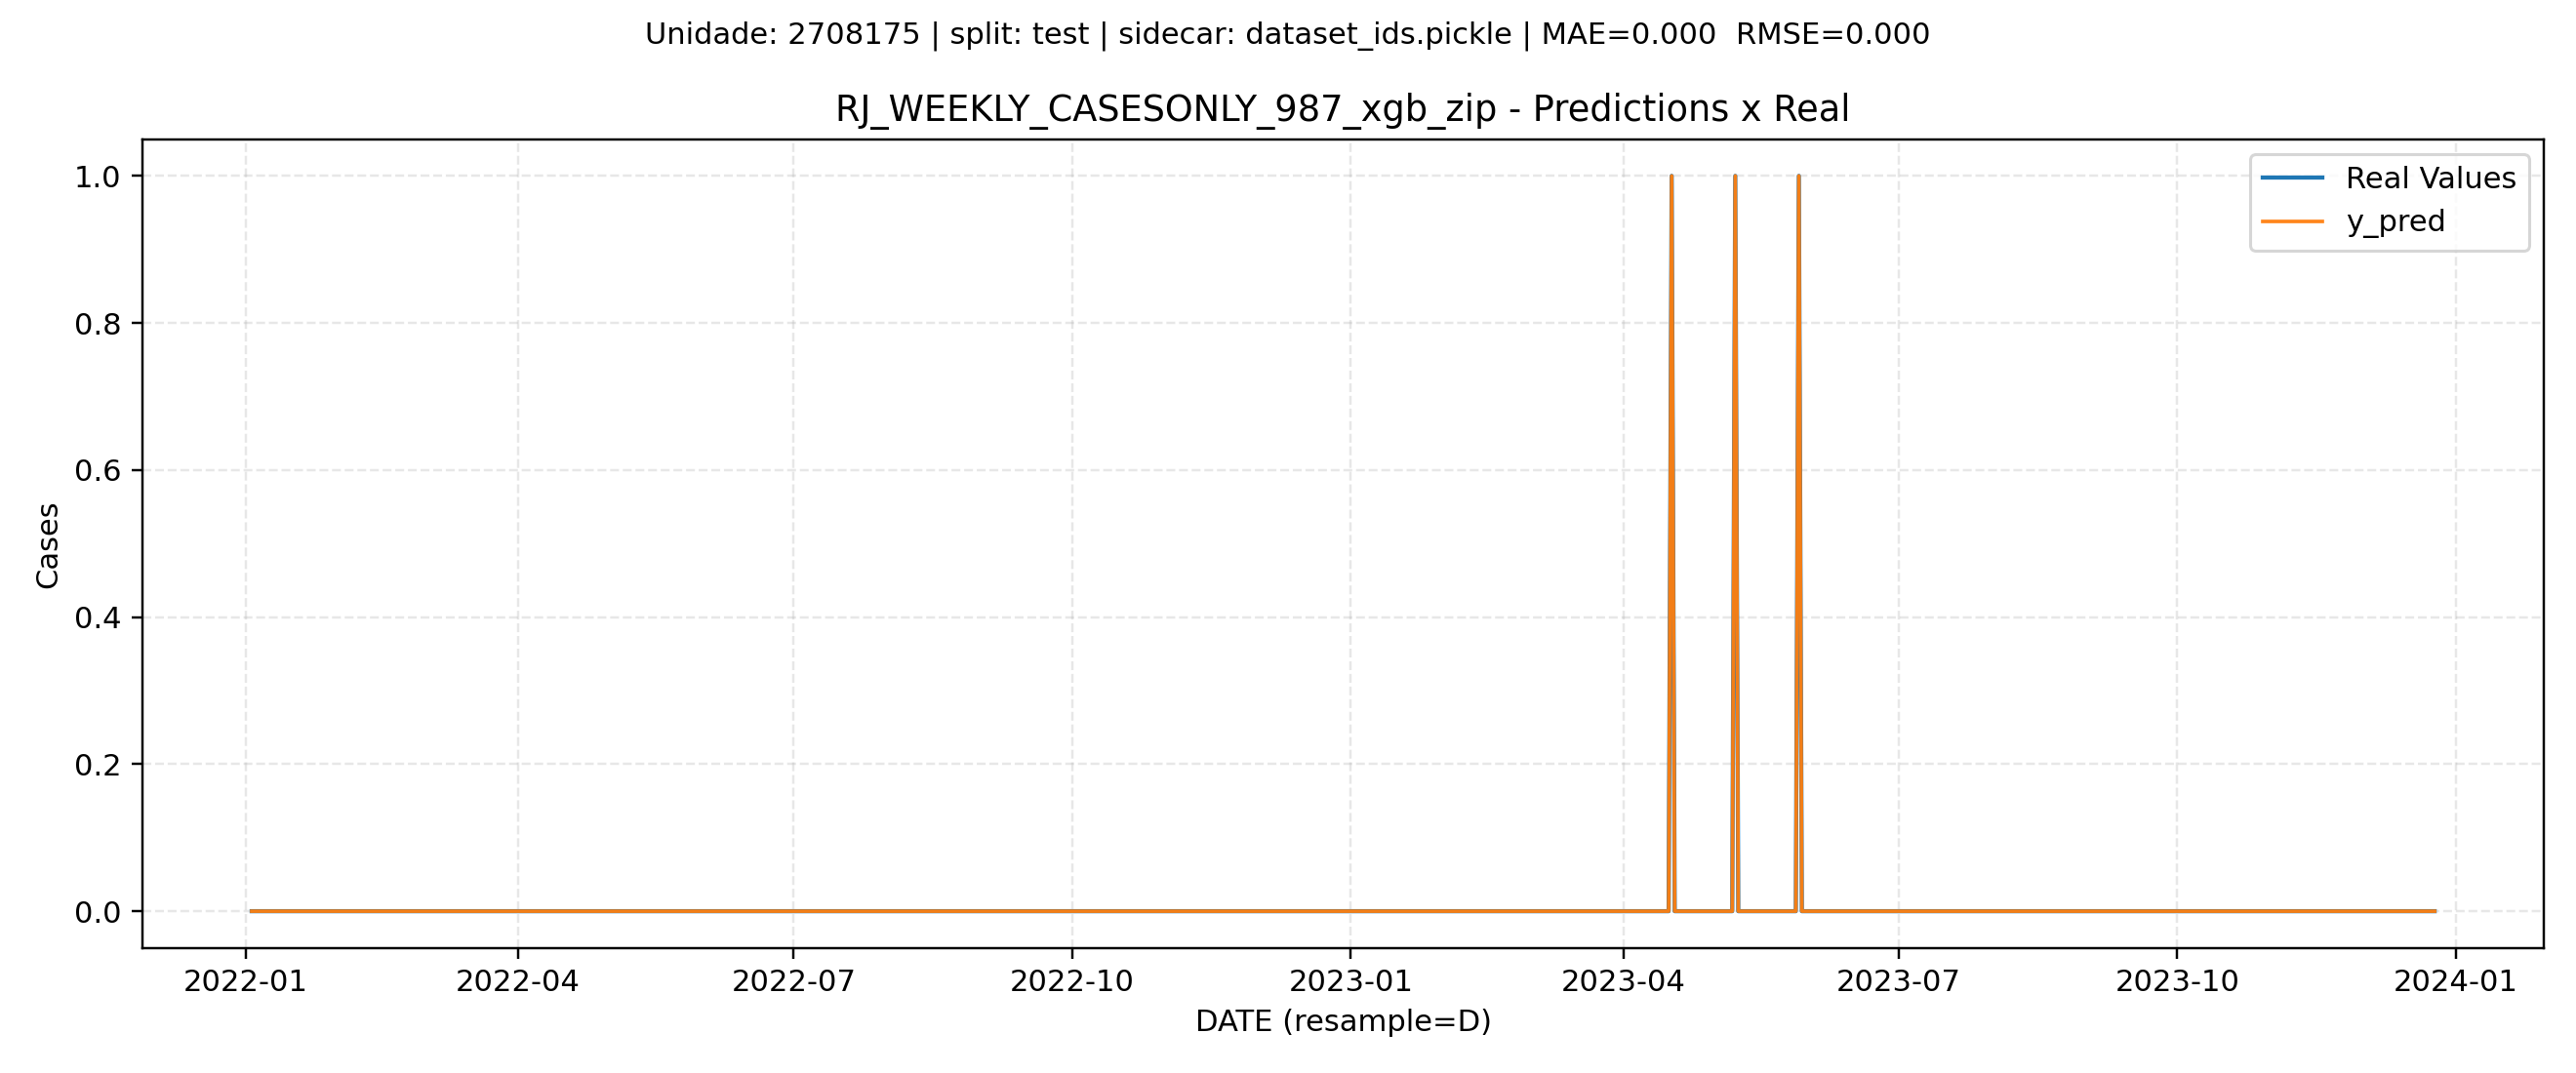 Unidade: 2708175 | split: test | sidecar: dataset_ids.pickle | MAE=0.000  RMSE=0.000
RJ_WEEKLY_CASESONLY_987_xgb_zip - Predictions x Real
Real Values
y_pred
1.0
0.8
0.6
0.4
0.2
0.0
Cases
2022-01 2022-04 2022-07 2022-10 2023-01 2023-04 2023-07 2023-10 2024-01
DATE (resample=D)